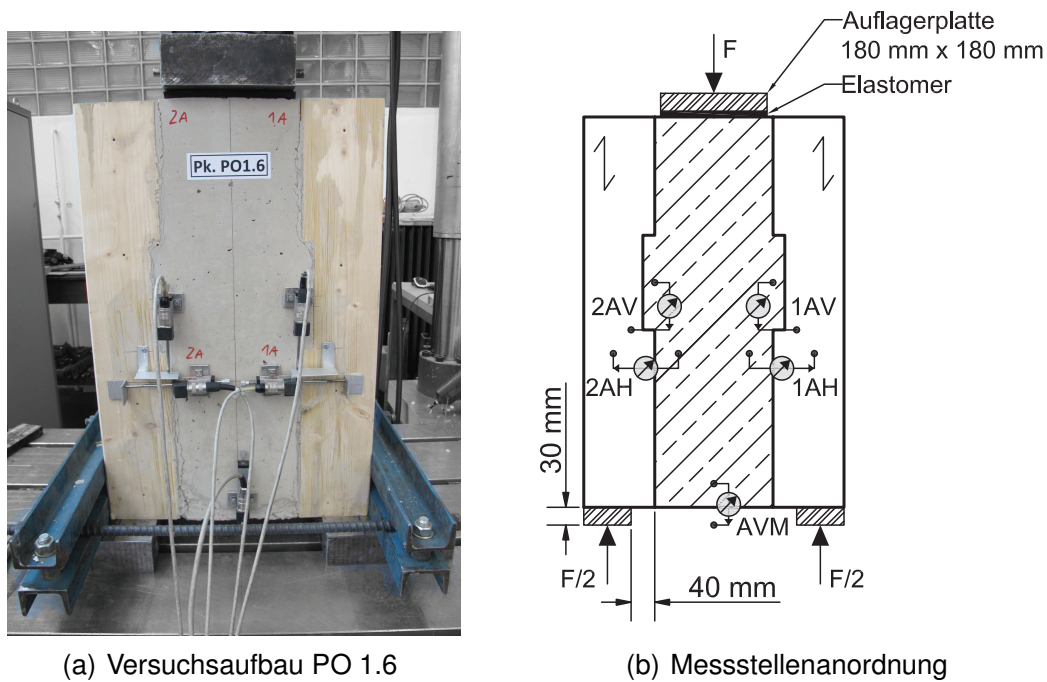 2A
1A
Pk. PO1.6
2A
1A
(a) Versuchsaufbau PO 1.6
Auflagerplatte
180 mm x 180 mm
Elastomer
F
2AV
1AV
2AH
1AH
30 mm
AVM
F/2
40 mm
F/2
(b) Messstellenanordnung